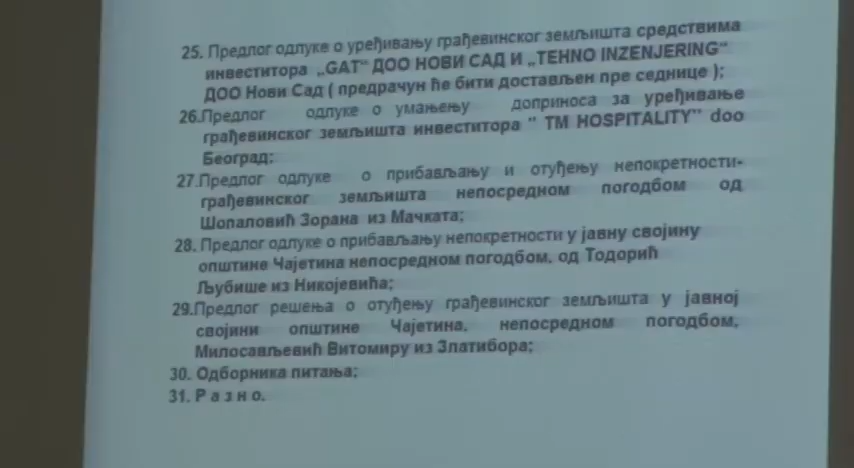 25. Предлог одлуке о уређивању грађевинског земљишта средствима
инвеститора „GAT“ ДОО НОВИ САД И „TEHNO INZENJERING“
ДОО Нови Сад ( предрачун ће бити достављен пре седнице );
26.Предлог одлуке о умањењу доприноса за уређивање
грађевинског земљишта инвеститора " TM HOSPITALITY" doo
Београд;
27.Предлог одлуке о прибављању и отуђењу непокретности-
грађевинског земљишта непосредном погодбом од
Шопаловић Зорана из Мачката;
28. Предлог одлуке о прибављању непокретности у јавну својину
општине Чајетина непосредном погодбом, од Тодорић
Љубише из Никојевића;
29.Предлог решења о отуђењу грађевинског земљишта у јавној
својини општине Чајетина, непосредном погодбом,
Милосављевић Витомиру из Златибора;
30. Одборника питања;
31. Р а з н о.